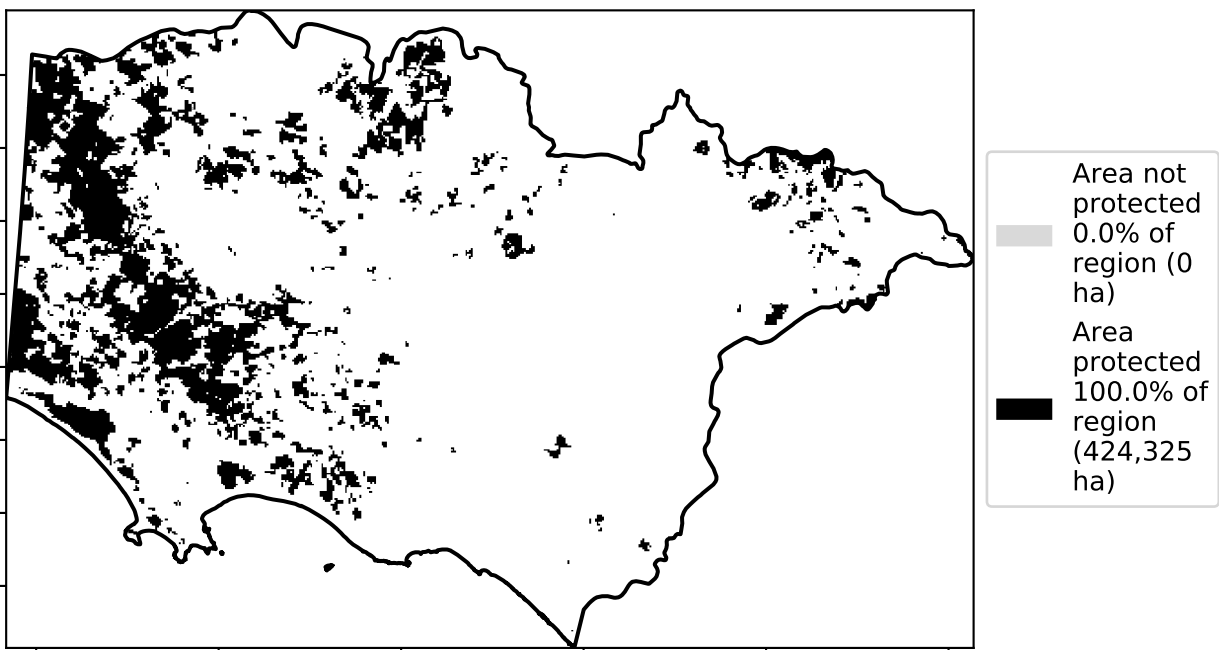 Area not
protected
0.0% of
region (0
ha)
Area
protected
100.0% of
region
(424,325
ha)